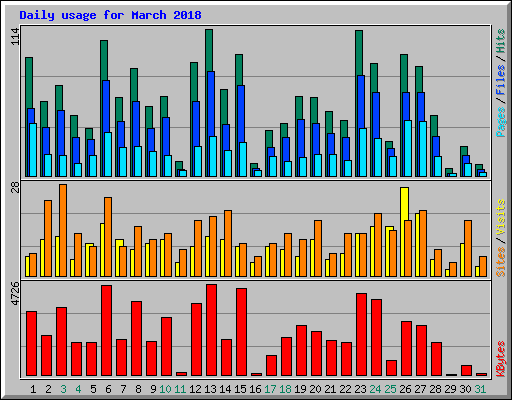 Daily usage for March 2018
114
Pages / Files / Hits
28
Sites / Visits
4726
KBytes
1 2 3 4 5 6 7 8 9 10 11 12 13 14 15 16 17 18 19 20 21 22 23 24 25 26 27 28 29 30 31